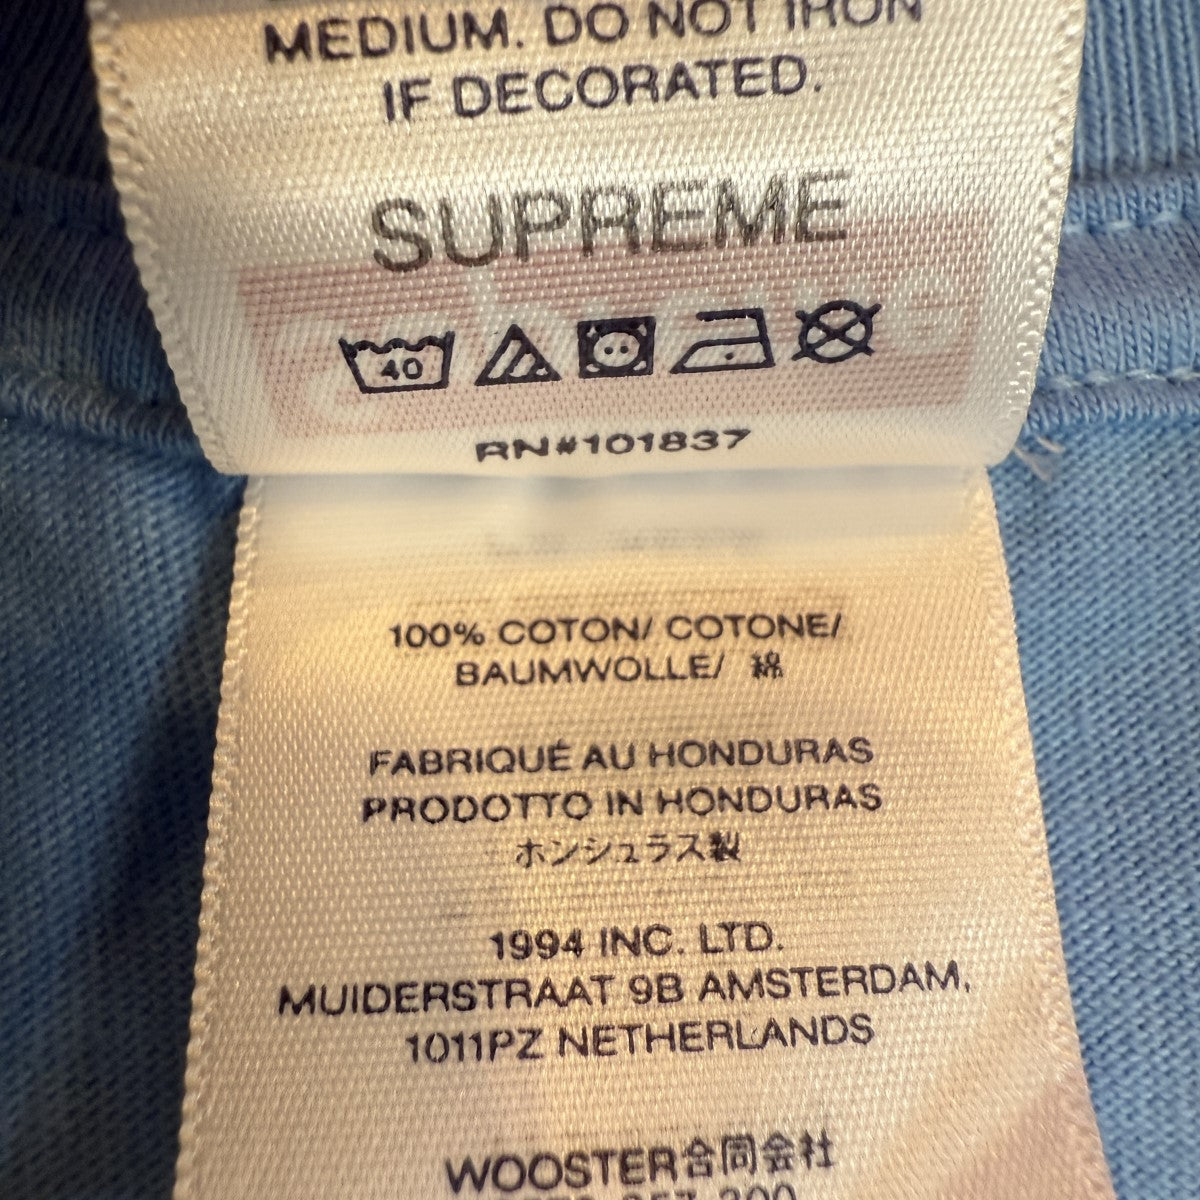 MEDIUM. DO NOT IRON
IF DECORATED.
SUPREME
40
RN#101837
100% COTON/ COTONE/
BAUMWOLLE/ 綿
FABRIQUÉ AU HONDURAS
PRODOTTO IN HONDURAS
ホンジュラス製
1994 INC. LTD.
MUIDERSTRAAT 9B AMSTERDAM,
1011PZ NETHERLANDS
WOOSTER合同会社